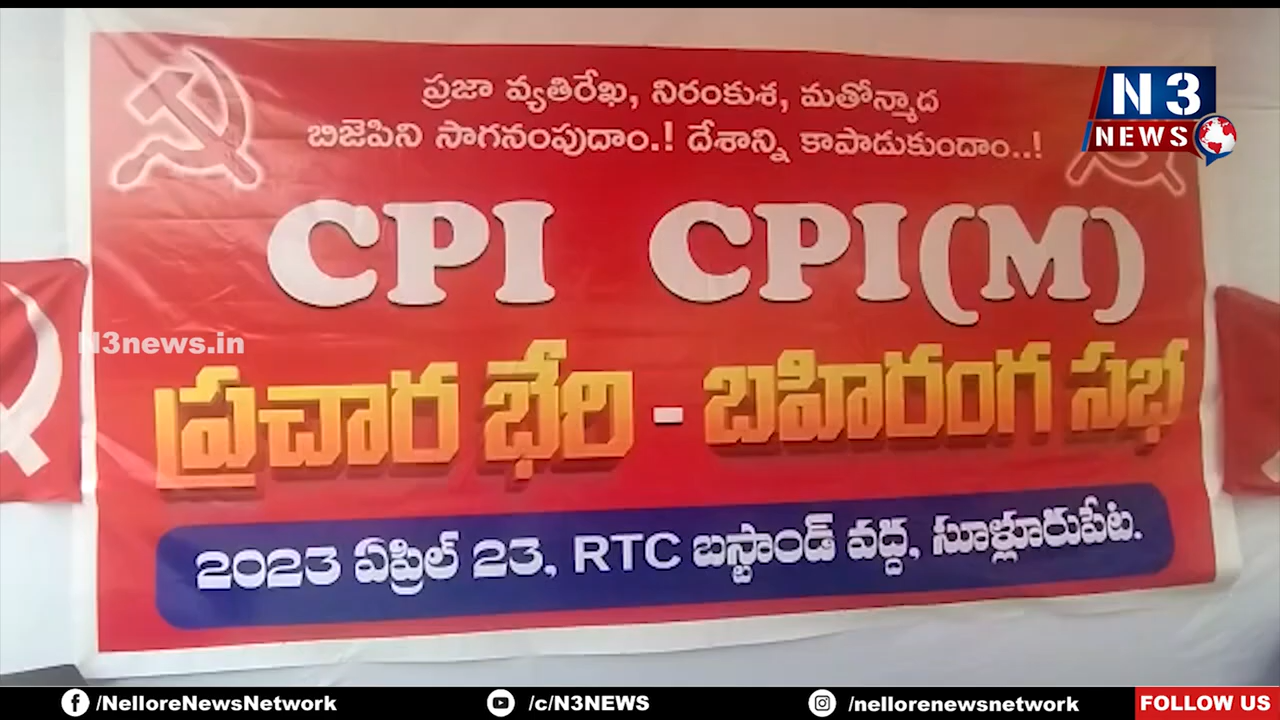 ప్రజా వ్యతిరేఖ, నిరంకుశ, మతోన్మాద
బిజెపిని సాగనంపుదాం.! దేశాన్ని కాపాడుకుందాం..!
N3
NEWS
CPI CPI(M)
N3news.in
ప్రచార భేరి - బహిరంగ సభ
2023 ఏప్రిల్ 23, RTC బస్టాండ్ వద్ద, సూళ్లూరుపేట.
/NelloreNewsNetwork /c/N3NEWS /nellorenewsnetwork FOLLOW US